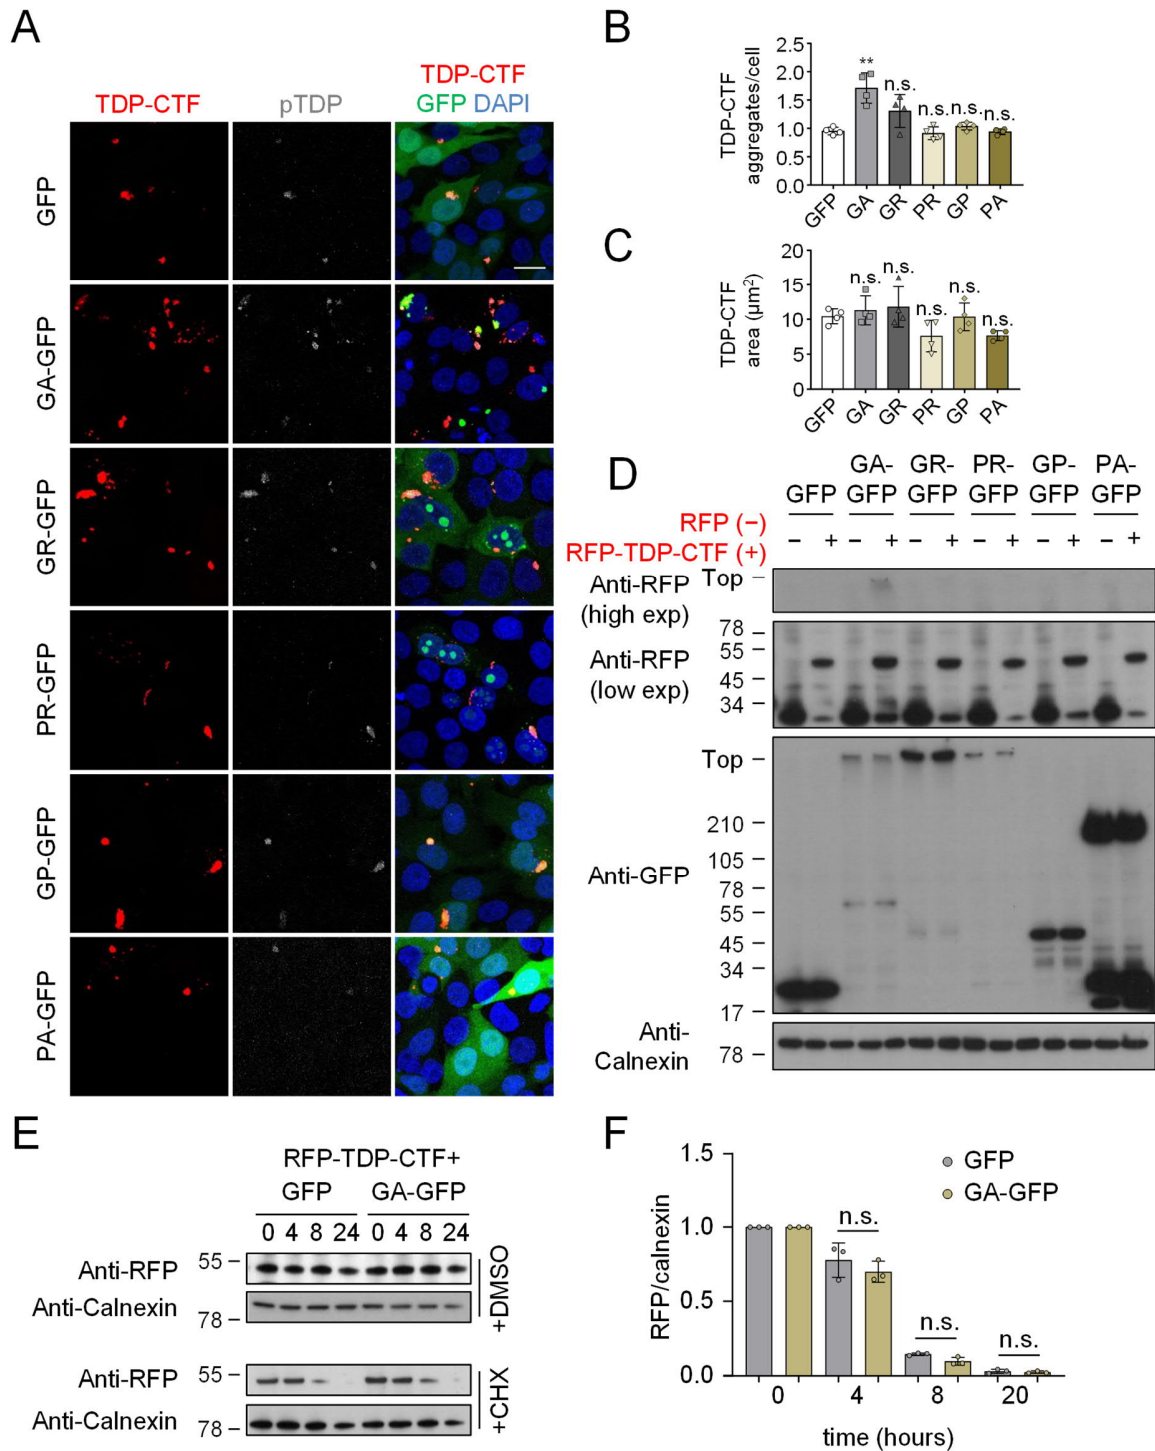 A
TDP-CTF
pTDP
TDP-CTF
GFP DAPI
GFP
GA-GFP
GR-GFP
PR-GFP
GP-GFP
PA-GFP
B
TDP-CTF
aggregates/cell
2.5
2.0
1.5
1.0
0.5
0.0
**
n.s.
n.s.
n.s.
n.s.
GFP
GA
GR
PR
GP
PA
C
TDP-CTF
area (µm²)
20
15
10
5
0
n.s.
n.s.
n.s.
n.s.
n.s.
GFP
GA
GR
PR
GP
PA
D
GA- GR- PR- GP- PA-
GFP GFP GFP GFP GFP GFP
RFP (–)
RFP-TDP-CTF (+)
– + – + – + – + – + – +
Anti-RFP
(high exp)
Top –
Anti-RFP
(low exp)
78 –
55 –
45 –
34 –
Anti-GFP
Top –
210 –
105 –
78 –
55 –
45 –
34 –
17 –
Anti-
Calnexin
78 –
E
RFP-TDP-CTF+
GFP GA-GFP
0 4 8 24 0 4 8 24
Anti-RFP 55 –
Anti-Calnexin
78 –
+DMSO
Anti-RFP 55 –
Anti-Calnexin
78 –
+CHX
F
GFP
GA-GFP
RFP/calnexin
1.5
1.0
0.5
0.0
n.s.
n.s.
n.s.
0 4 8 20
time (hours)